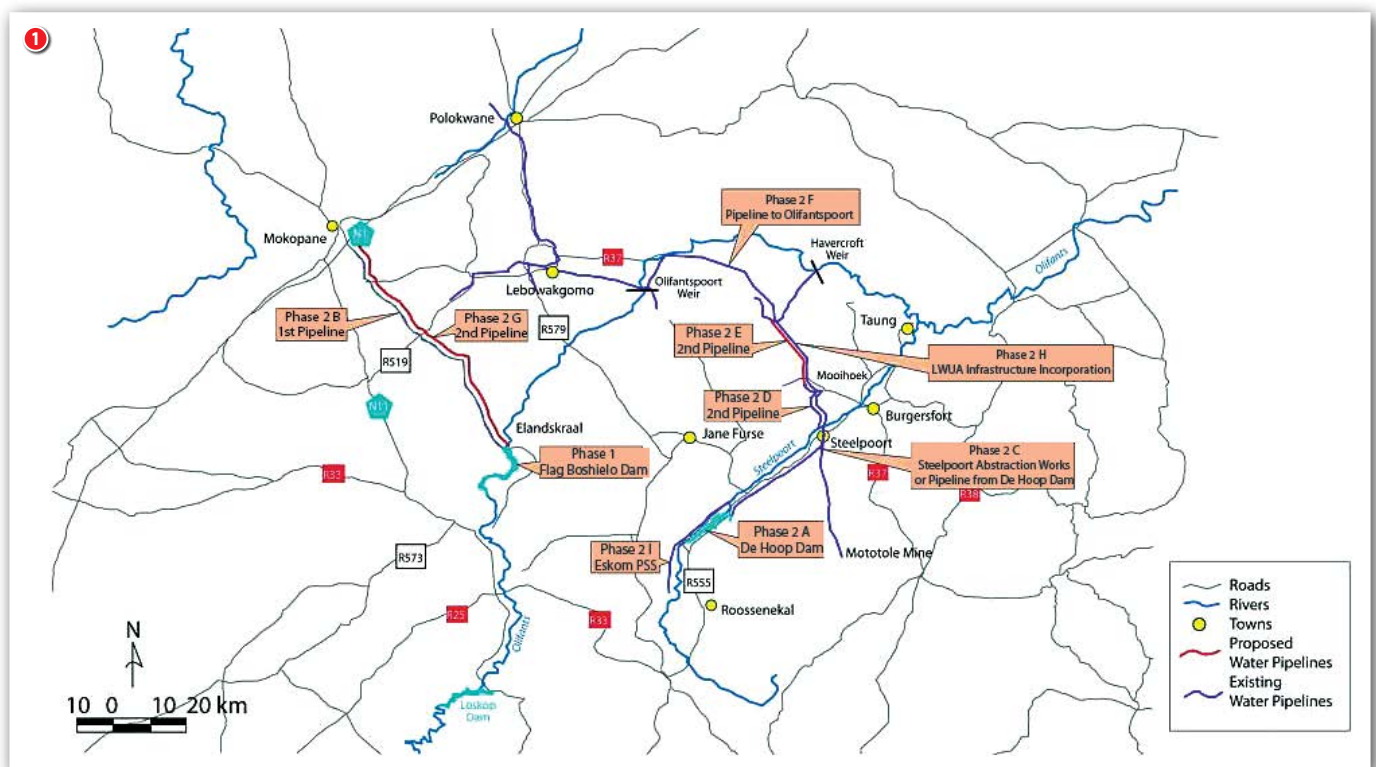 1
Polokwane
Mokopane
N1
Lebowakgomo
R37
Phase 2 F
Pipeline to Olifantspoort
Havercroft
Weir
Olifantspoort
Weir
Olifants
Taung
Phase 2 B
1st Pipeline
Phase 2 G
2nd Pipeline
R579
R519
Phase 2 E
2nd Pipeline
Phase 2 H
LWUA Infrastructure Incorporation
Mooihoek
Phase 2 D
2nd Pipeline
N11
Burgersfort
Elandskraal
Jane Furse
Steelpoort
Steelpoort
Phase 1
Flag Boshielo Dam
Phase 2 C
Steelpoort Abstraction Works
or Pipeline from De Hoop Dam
R33
R37
R38
Phase 2 A
De Hoop Dam
Mototole Mine
Phase 2 I
Eskom PSS
R573
R555
Roossenekal
R25
R33
Olifants
Loskop
Dam
N
10 0 10 20 km
Roads
Rivers
Towns
Proposed
Water Pipelines
Existing
Water Pipelines